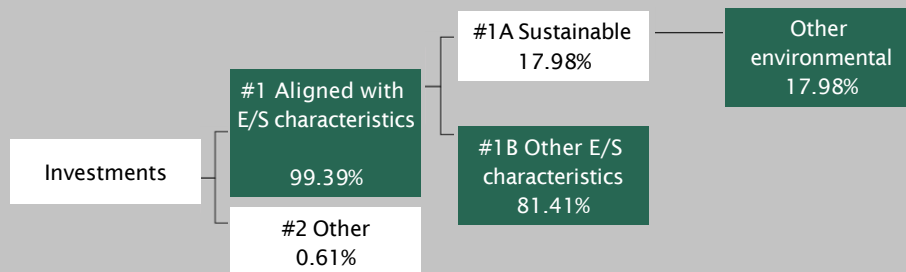 Investments
#1 Aligned with
E/S characteristics
99.39%
#2 Other
0.61%
#1A Sustainable
17.98%
#1B Other E/S
characteristics
81.41%
Other
environmental
17.98%